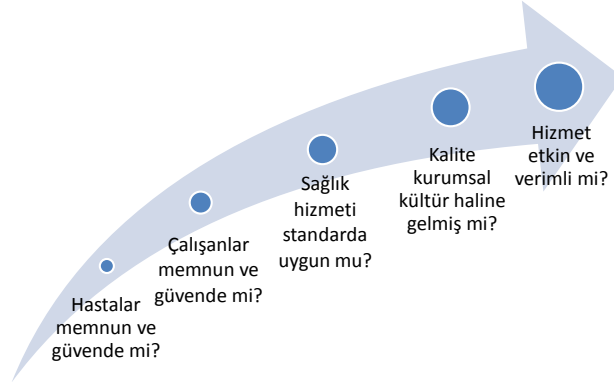 Hastalar
memnun ve
güvende mi?
Çalışanlar
memnun ve
güvende mi?
Sağlık
hizmeti
standarda
uygun mu?
Kalite
kurumsal
kültür haline
gelmiş mi?
Hizmet
etkin ve
verimli mi?